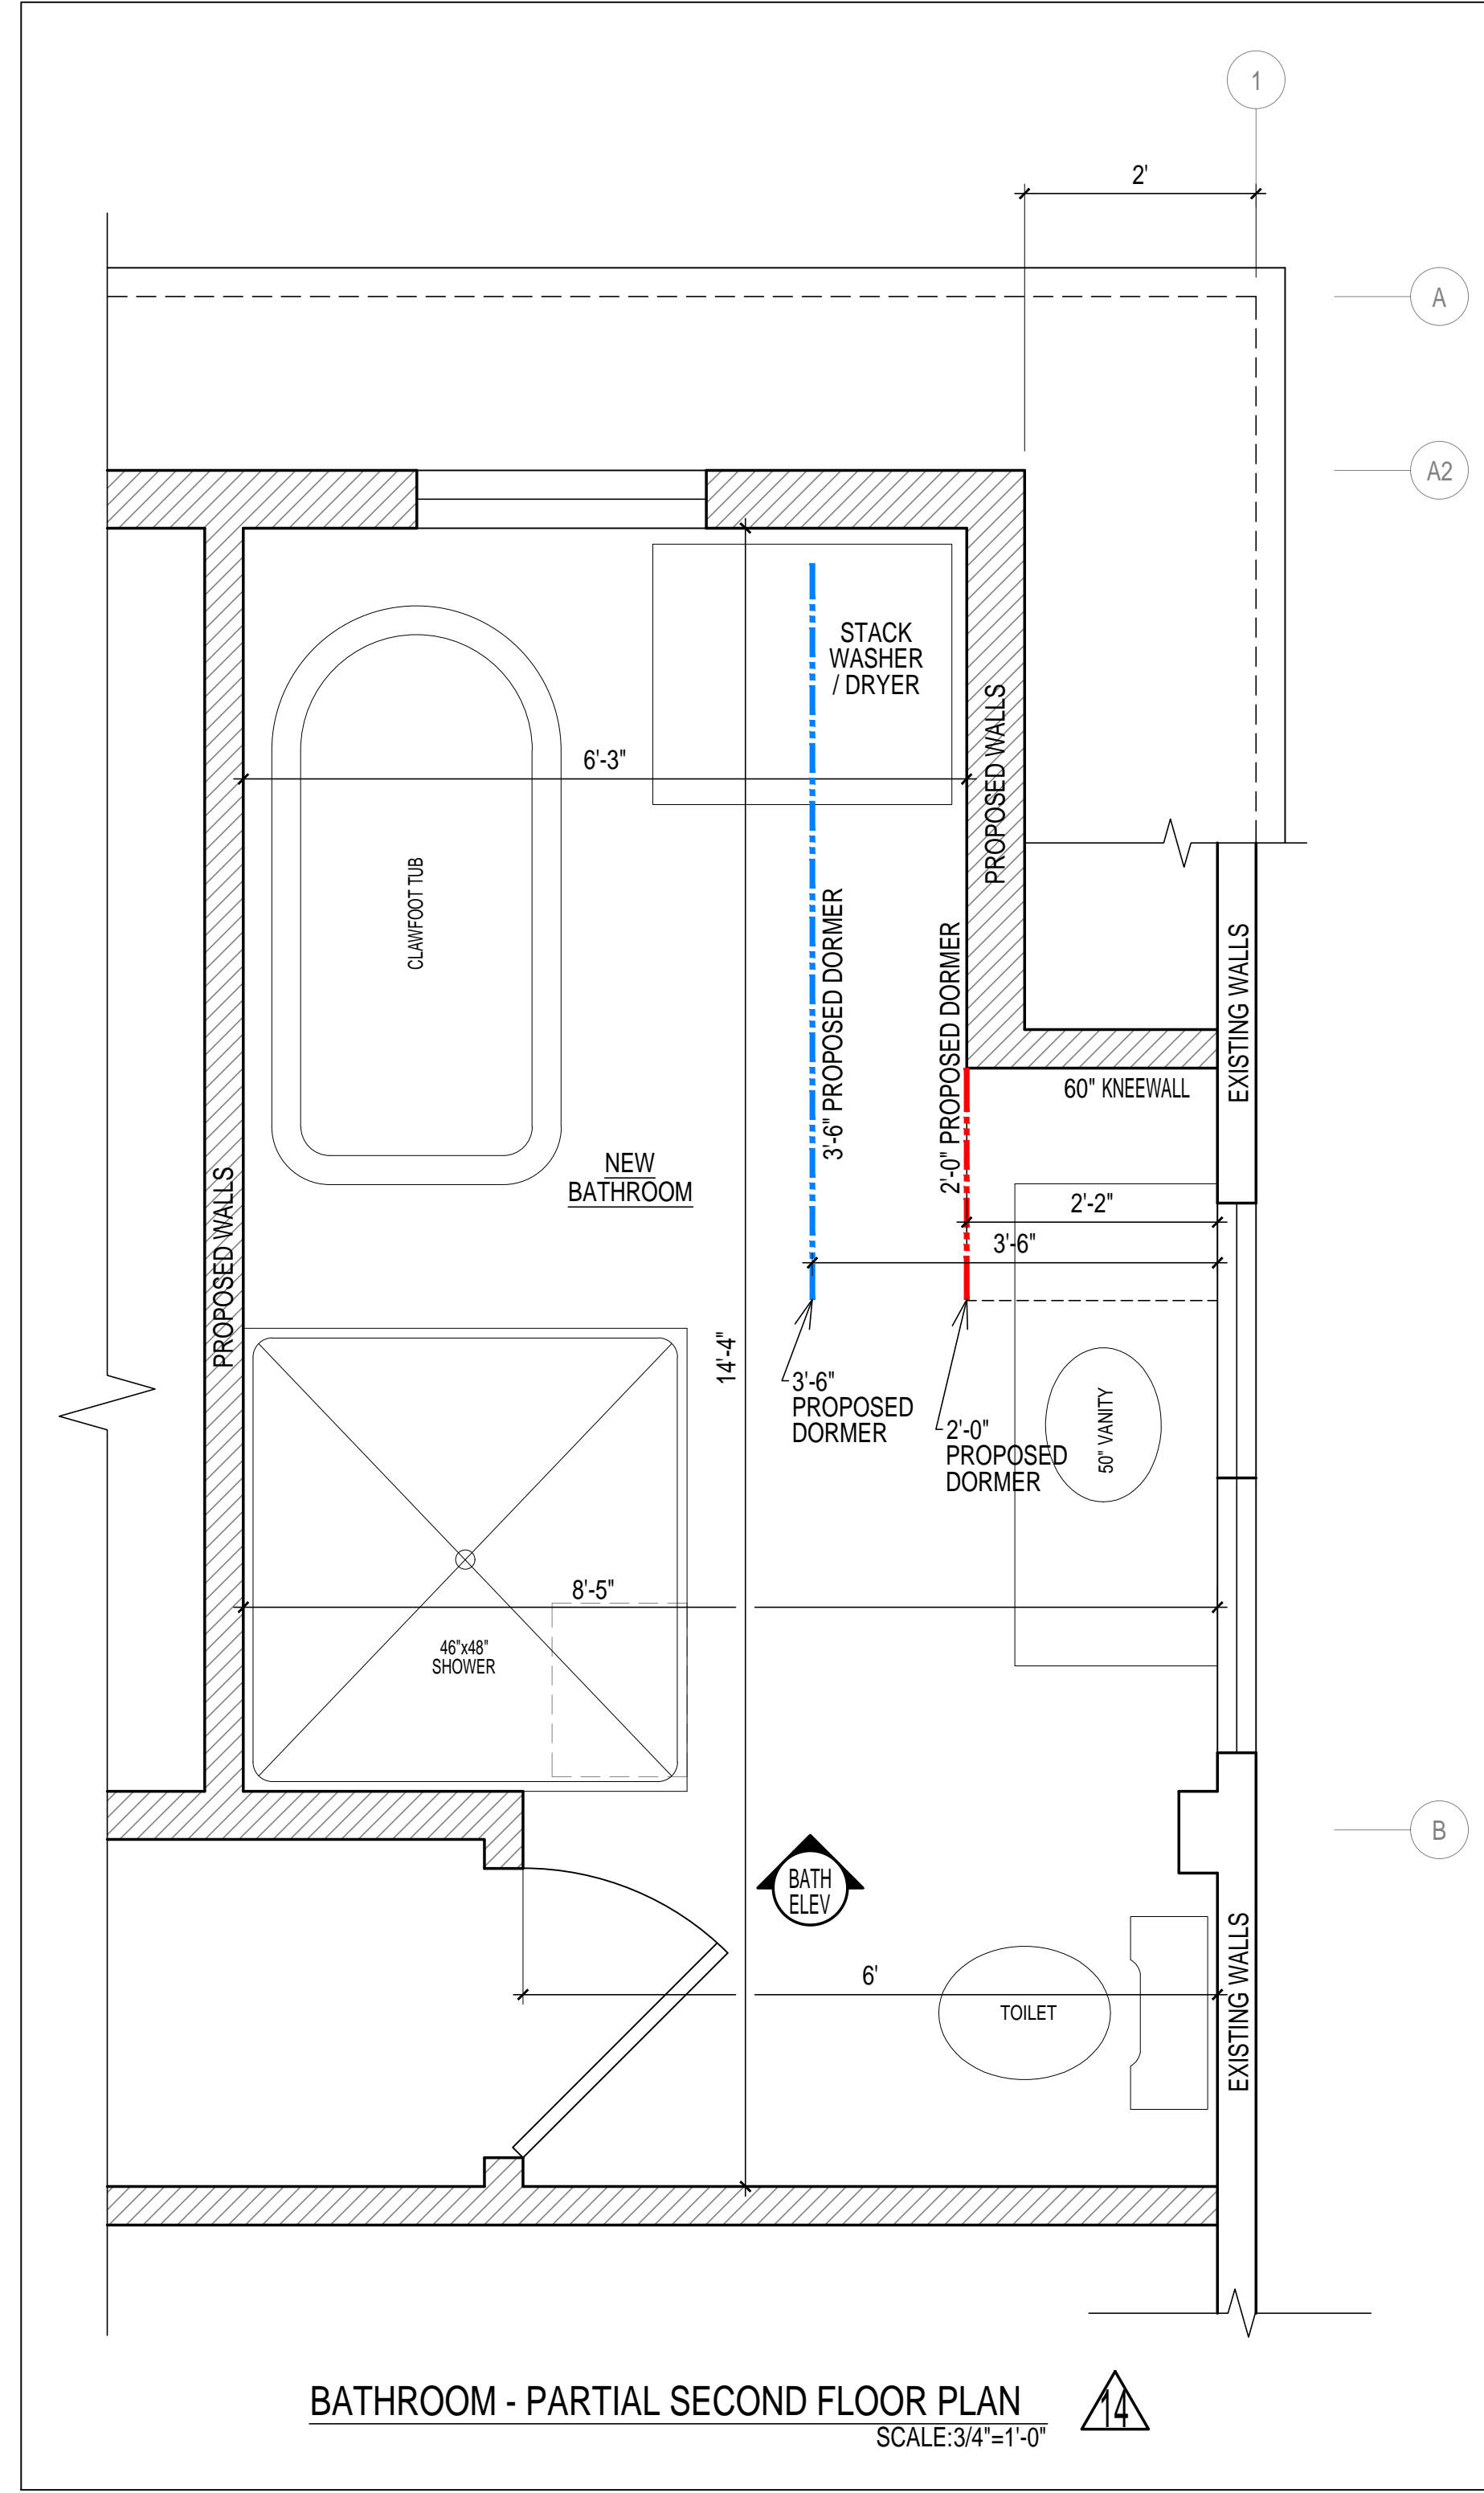 1
2'
A
A2
STACK
WASHER
/ DRYER
PROPOSED WALLS
6'-3"
CLAWFOOT TUB
3'-6" PROPOSED DORMER
2'-0" PROPOSED DORMER
EXISTING WALLS
60" KNEEWALL
NEW
BATHROOM
PROPOSED WALLS
2'-2"
3'-6"
14'-4"
3'-6"
PROPOSED
DORMER
2'-0"
PROPOSED
DORMER
50" VANITY
8'-5"
46"x48"
SHOWER
B
BATH
ELEV
6'
TOILET
EXISTING WALLS
BATHROOM - PARTIAL SECOND FLOOR PLAN
14
SCALE:3/4"=1'-0"